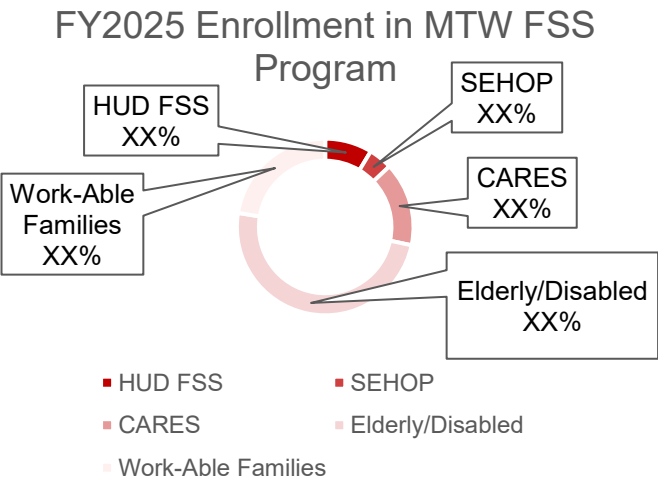 FY2025 Enrollment in MTW FSS
Program
HUD FSS
XX%
SEHOP
XX%
CARES
XX%
Work-Able
Families
XX%
Elderly/Disabled
XX%
HUD FSS
SEHOP
CARES
Elderly/Disabled
Work-Able Families